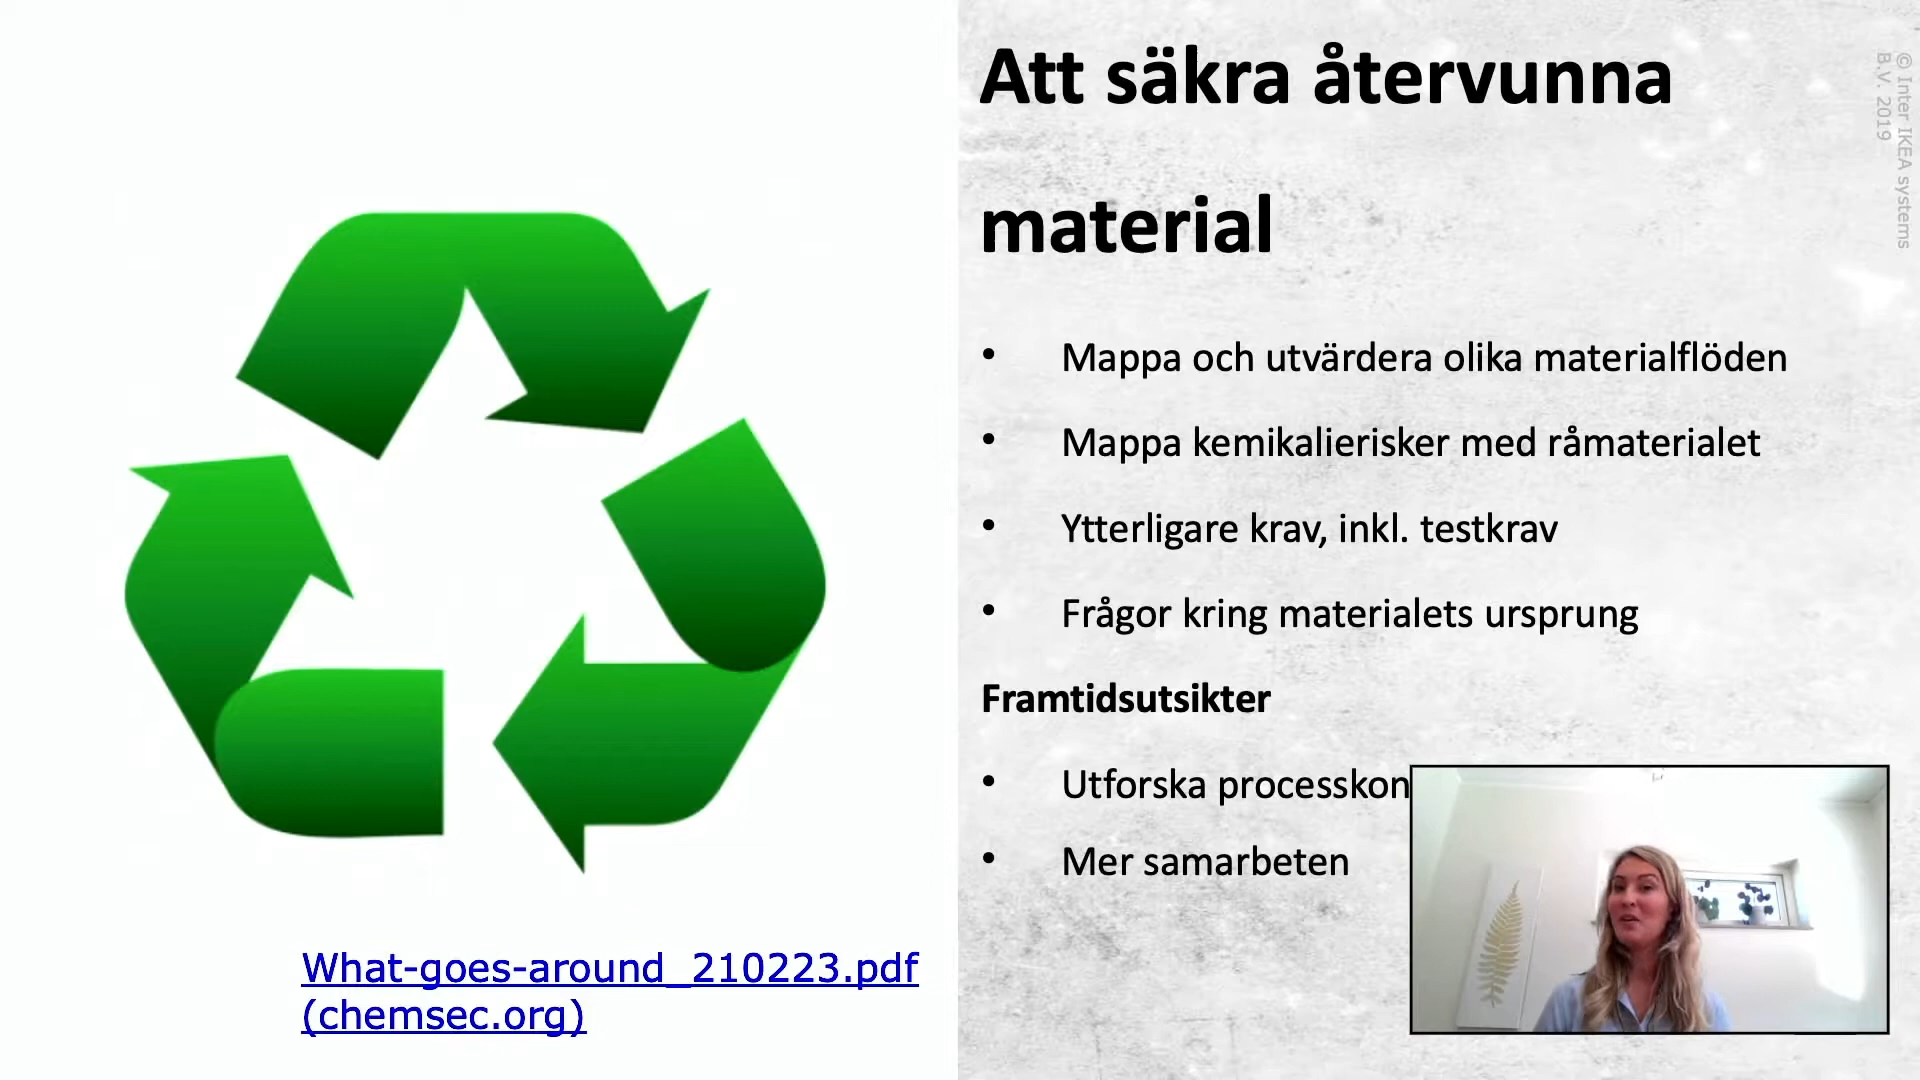 Att säkra återvunna
material
• Mappa och utvärdera olika materialflöden
• Mappa kemikalierisker med råmaterialet
• Ytterligare krav, inkl. testkrav
• Frågor kring materialets ursprung
Framtidsutsikter
• Utforska
• Mer samarbeten
What-goes-around_210223.pdf
(chemsec.org)
© Inter IKEA systems
B.V. 2019